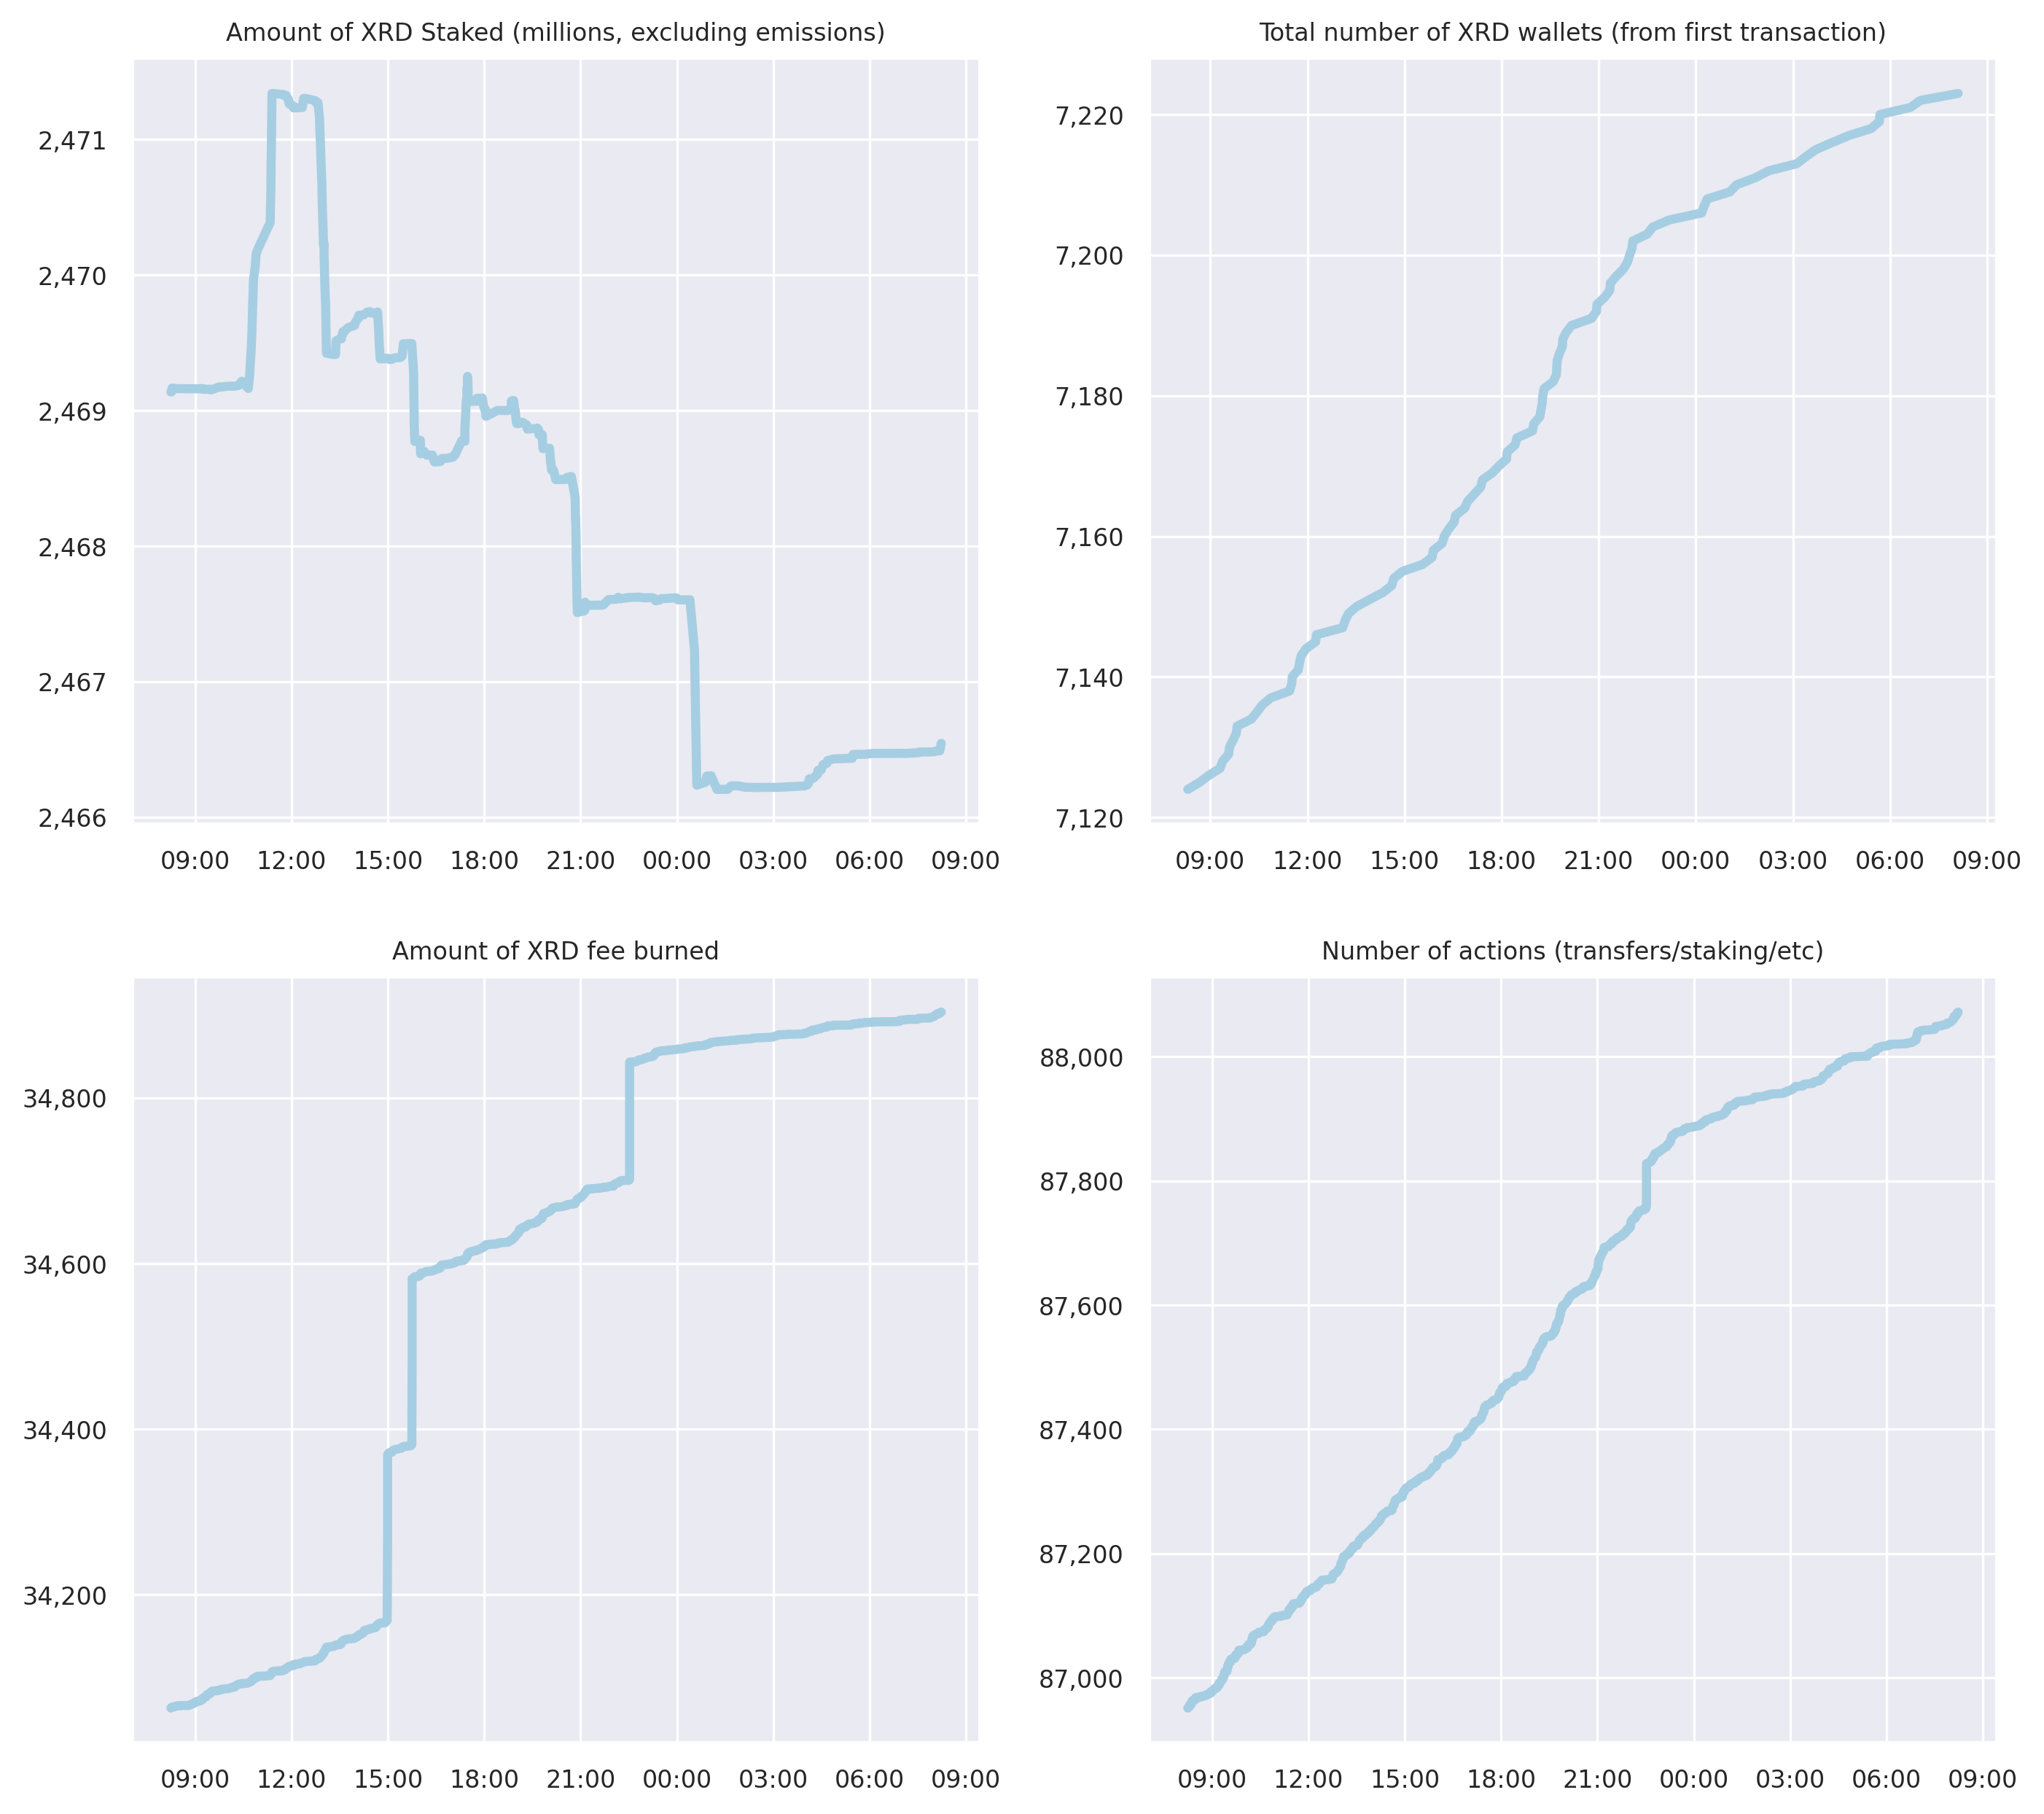 Amount of XRD Staked (millions, excluding emissions)
2,471
2,470
2,469
2,468
2,467
2,466
09:00 12:00 15:00 18:00 21:00 00:00 03:00 06:00 09:00
Total number of XRD wallets (from first transaction)
7,220
7,200
7,180
7,160
7,140
7,120
09:00 12:00 15:00 18:00 21:00 00:00 03:00 06:00 09:00
Amount of XRD fee burned
34,800
34,600
34,400
34,200
09:00 12:00 15:00 18:00 21:00 00:00 03:00 06:00 09:00
Number of actions (transfers/staking/etc)
88,000
87,800
87,600
87,400
87,200
87,000
09:00 12:00 15:00 18:00 21:00 00:00 03:00 06:00 09:00